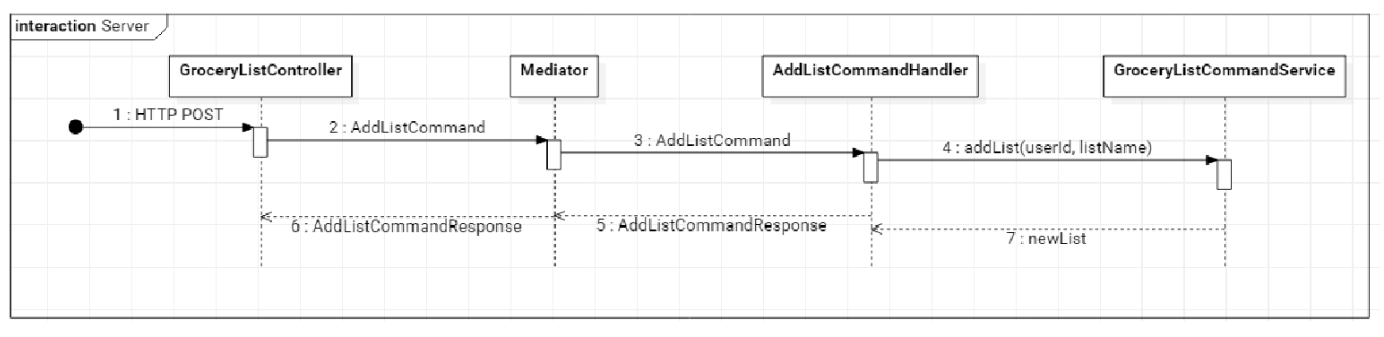 interaction Server
GroceryListController
Mediator
AddListCommandHandler
GroceryListCommandService
1 : HTTP POST
2 : AddListCommand
3 : AddListCommand
4 : addList(userId, listName)
6 : AddListCommandResponse
5 : AddListCommandResponse
7 : newList